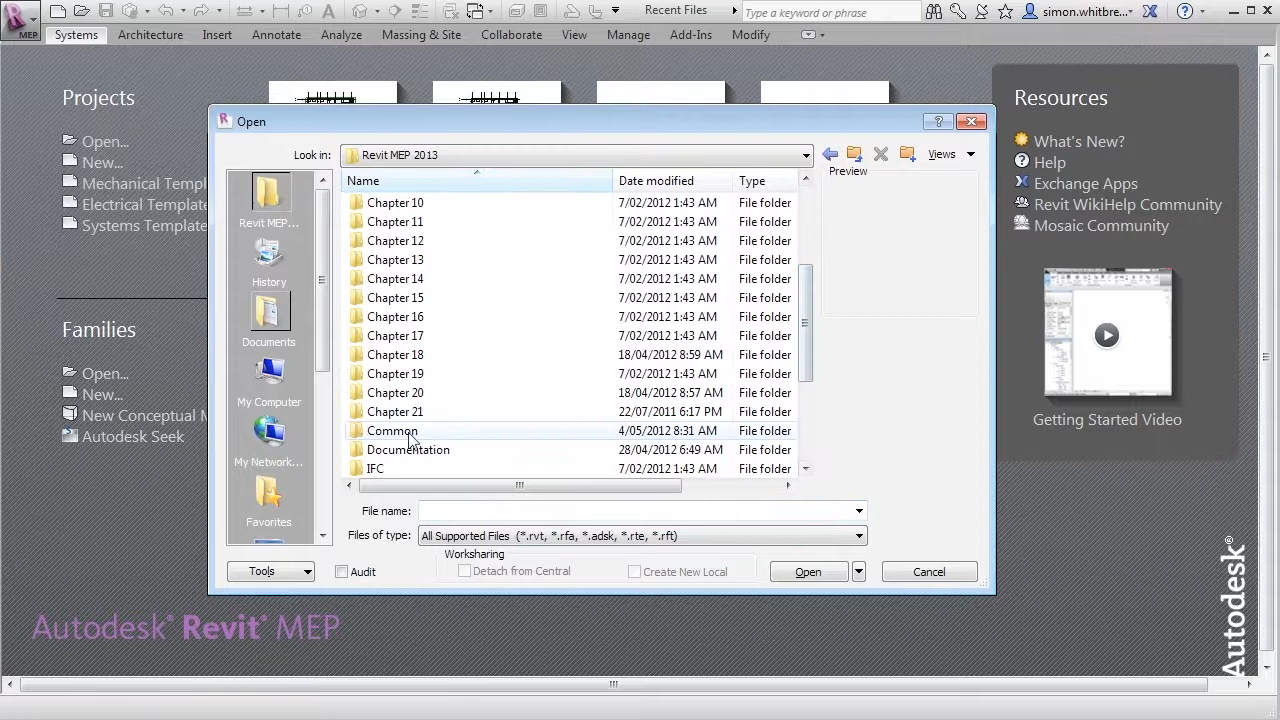 MEP
Recent Files
Type a keyword or phrase
simon.whitbre...
Systems
Architecture
Insert
Annotate
Analyze
Massing & Site
Collaborate
View
Manage
Add-Ins
Modify
Projects
Open...
New...
Mechanical Templ
Electrical Template
Systems Template
Families
Open...
New...
New Conceptual M
Autodesk Seek
Open
Look in:
Revit MEP 2013
Views
Revit MEP...
History
Documents
My Computer
My Network...
Favorites
Name
Date modified
Type
Chapter 10 7/02/2012 1:43 AM File folder
Chapter 11 7/02/2012 1:43 AM File folder
Chapter 12 7/02/2012 1:43 AM File folder
Chapter 13 7/02/2012 1:43 AM File folder
Chapter 14 7/02/2012 1:43 AM File folder
Chapter 15 7/02/2012 1:43 AM File folder
Chapter 16 7/02/2012 1:43 AM File folder
Chapter 17 7/02/2012 1:43 AM File folder
Chapter 18 18/04/2012 8:59 AM File folder
Chapter 19 7/02/2012 1:43 AM File folder
Chapter 20 18/04/2012 8:57 AM File folder
Chapter 21 22/07/2011 6:17 PM File folder
Common 4/05/2012 8:31 AM File folder
Documentation 28/04/2012 6:49 AM File folder
IFC 7/02/2012 1:43 AM File folder
Preview
File name:
Files of type:
All Supported Files (*.rvt, *.rfa, *.adsk, *.rte, *.rft)
Worksharing
Tools
Audit
Detach from Central
Create New Local
Open
Cancel
Resources
What's New?
Help
Exchange Apps
Revit WikiHelp Community
Mosaic Community
Getting Started Video
Autodesk® Revit® MEP
Autodesk®